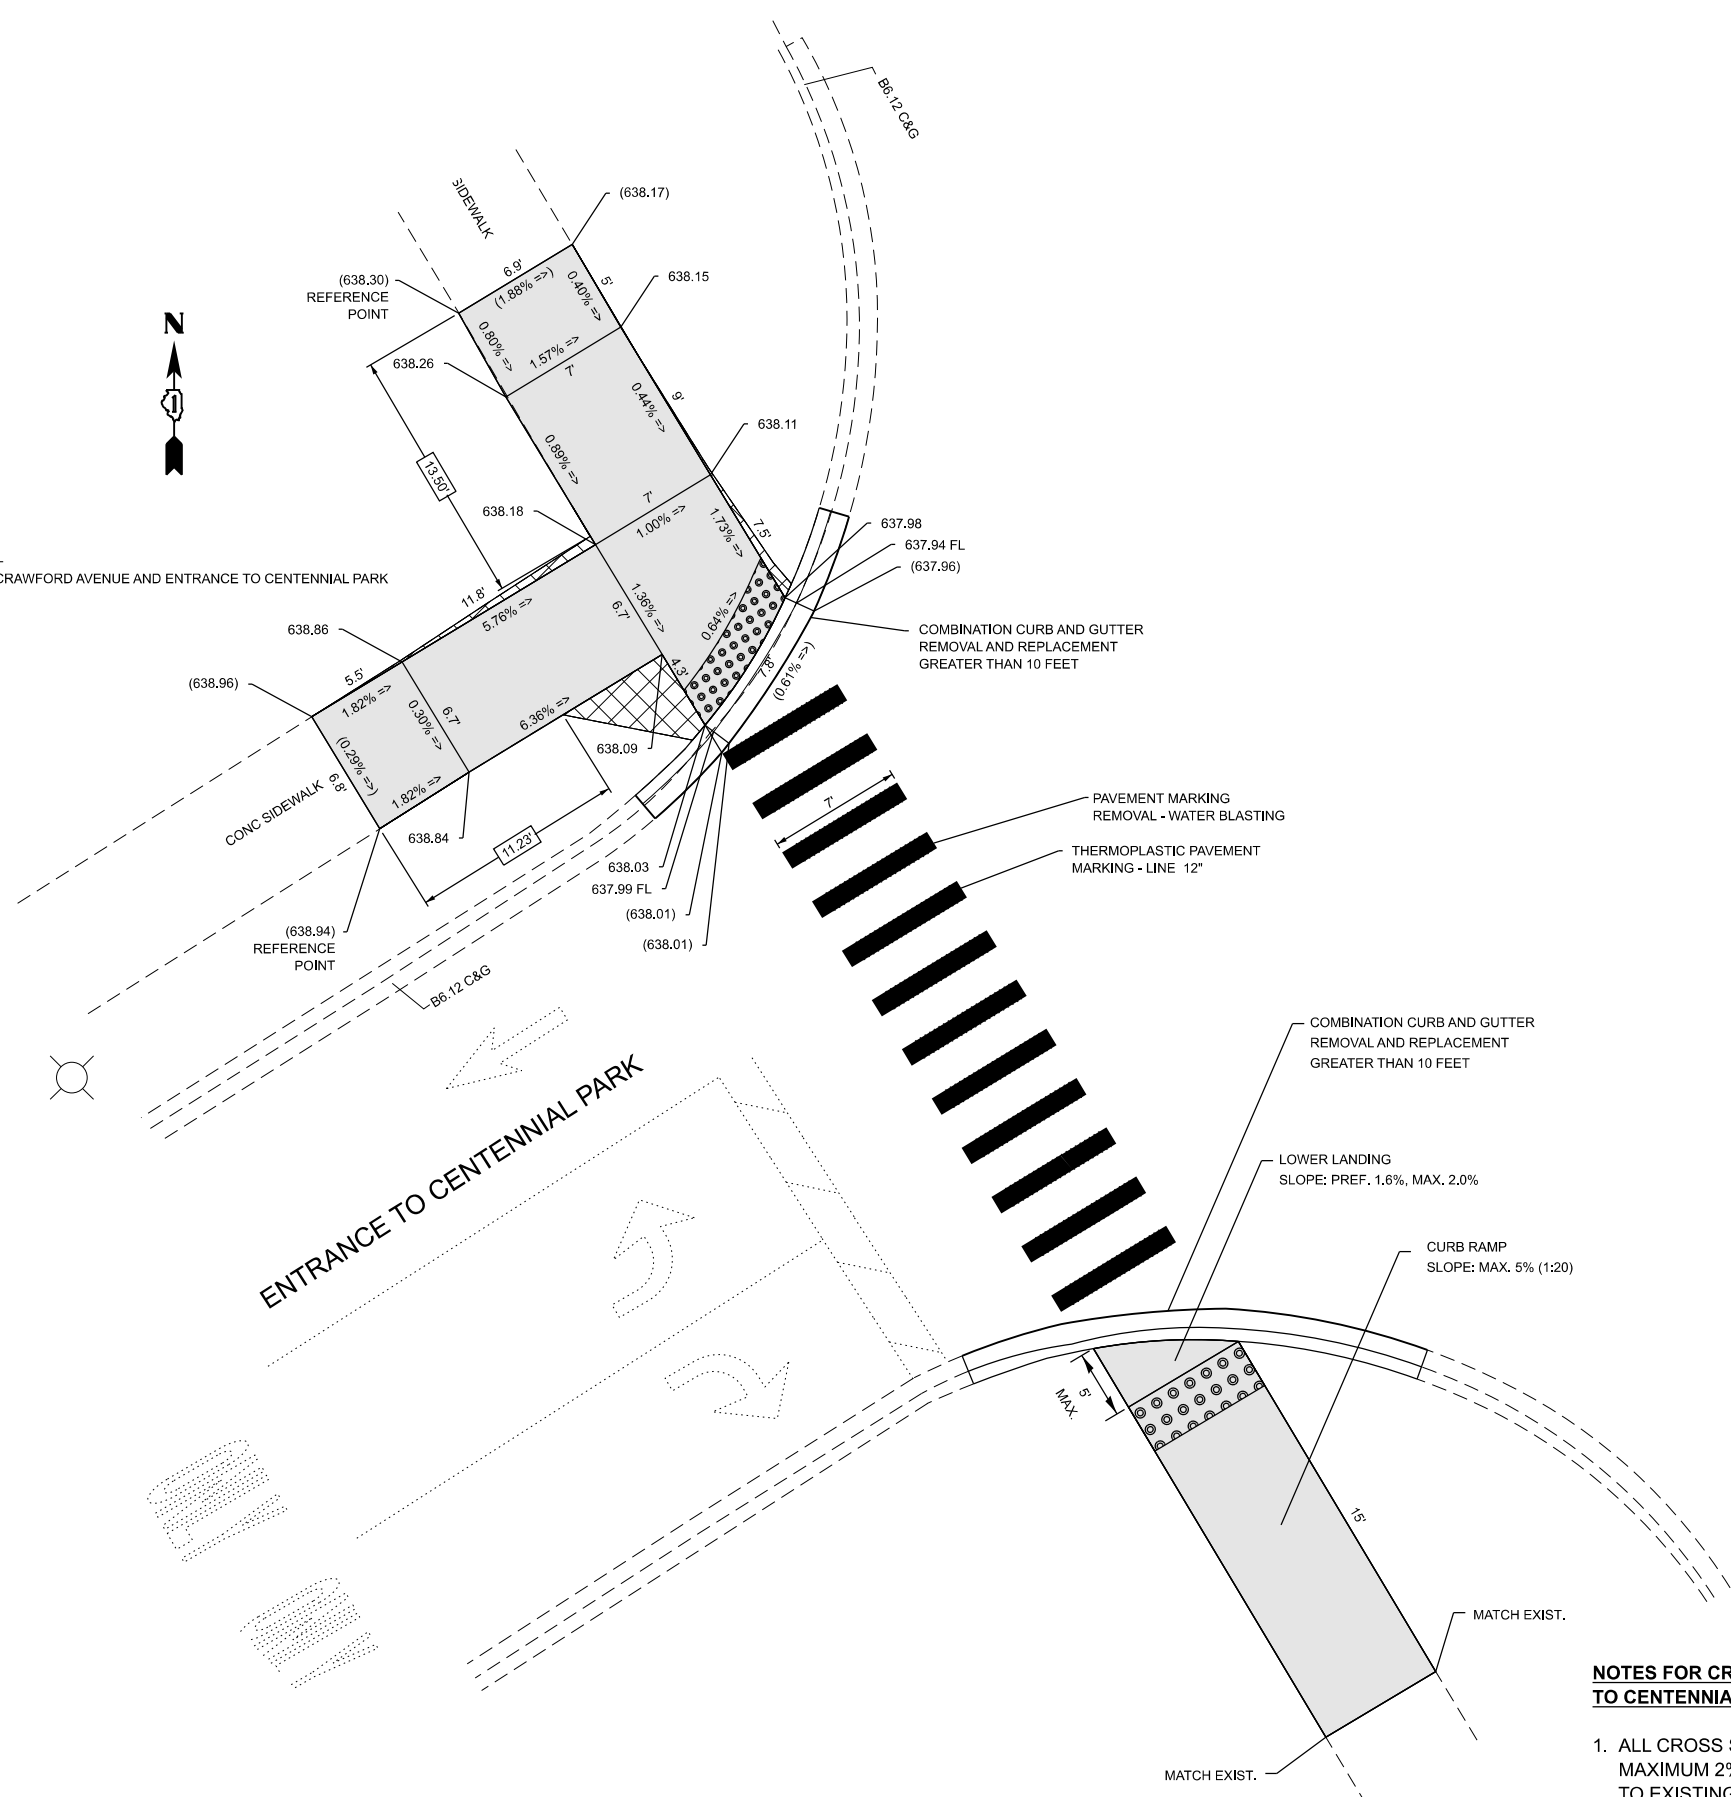 B6.12 C&G
SIDEWALK
(638.17)
6.9'
(1.88% =>)
0.40% =>
5'
(638.30)
REFERENCE
POINT
638.15
N
1
0.80% =>
1.57% =>
7'
638.26
0.44% =>
9'
638.11
13.50'
0.89% =>
638.18
7'
1.00% =>
1.73% =>
7.5'
637.98
637.94 FL
(637.96)
CRAWFORD AVENUE AND ENTRANCE TO CENTENNIAL PARK
11.8'
5.76% =>
1.36% =>
6.7'
0.64% =>
COMBINATION CURB AND GUTTER
REMOVAL AND REPLACEMENT
GREATER THAN 10 FEET
638.86
4.3'
7.8'
(0.61% =>)
(638.96)
5.5'
1.82% =>
0.30% =>
6.7'
6.36% =>
638.09
(0.29% =>)
6.8'
1.82% =>
CONC SIDEWALK
638.84
11.23'
7'
PAVEMENT MARKING
REMOVAL - WATER BLASTING
THERMOPLASTIC PAVEMENT
MARKING - LINE 12"
638.03
637.99 FL
(638.01)
(638.01)
(638.94)
REFERENCE
POINT
B6.12 C&G
ENTRANCE TO CENTENNIAL PARK
COMBINATION CURB AND GUTTER
REMOVAL AND REPLACEMENT
GREATER THAN 10 FEET
LOWER LANDING
SLOPE: PREF. 1.6%, MAX. 2.0%
CURB RAMP
SLOPE: MAX. 5% (1:20)
5'
MAX.
15'
MATCH EXIST.
MATCH EXIST.
NOTES FOR CR
TO CENTENNIA
1. ALL CROSS
MAXIMUM 2%
TO EXISTING